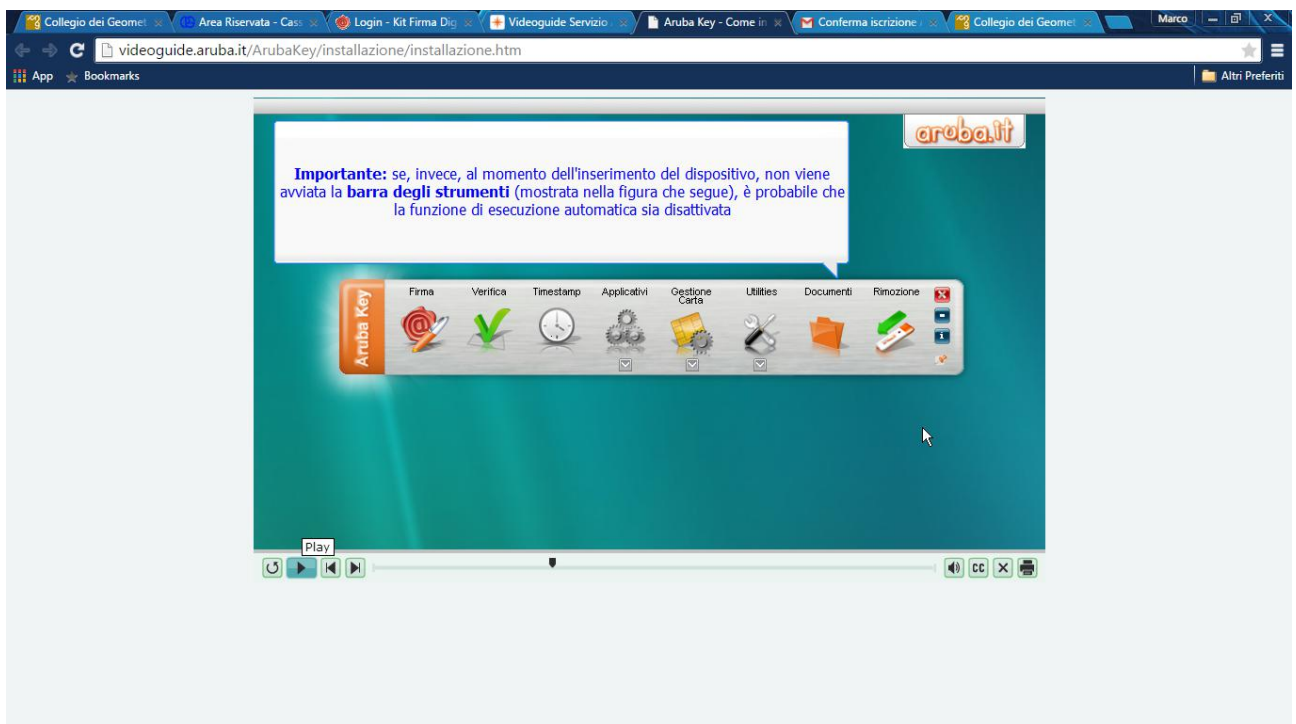 Collegio dei Geomet
Area Riservata - Cass
Login - Kit Firma Dig
Videoguide Servizio
Aruba Key - Come in
Conferma iscrizione
Collegio dei Geomet
Marco
videoguide.aruba.it/ArubaKey/installazione/installazione.htm
App
Bookmarks
Altri Preferiti
aruba.it
Importante: se, invece, al momento dell'inserimento del dispositivo, non viene
avviata la barra degli strumenti (mostrata nella figura che segue), è probabile che
la funzione di esecuzione automatica sia disattivata
Aruba Key
Firma
Verifica
Timestamp
Applicativi
Gestione
Carta
Utilities
Documenti
Rimozione
Play
CC